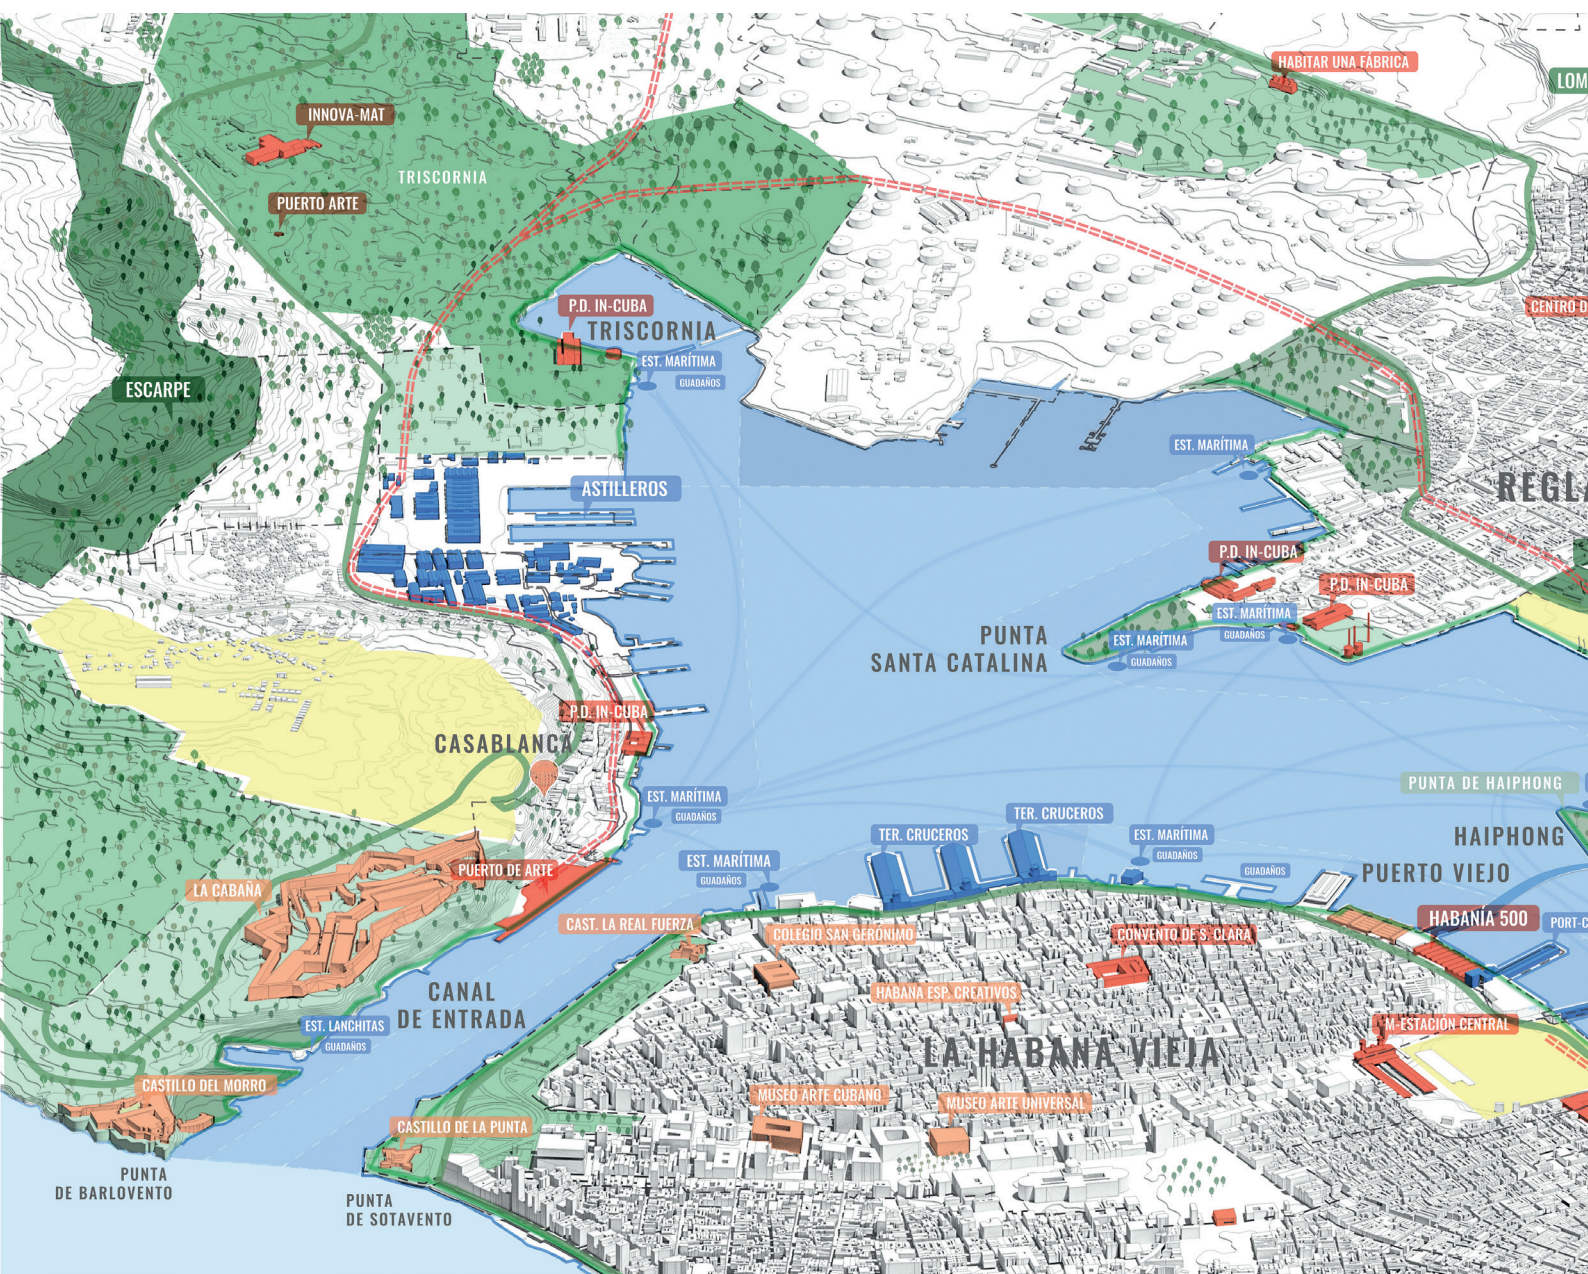 HABITAR UNA FÁBRICA
LOM
INNOVA-MAT
TRISCORNIA
PUERTO ARTE
P.D. IN-CUBA
CENTRO D
TRISCORNIA
EST. MARÍTIMA
GUADAÑOS
ESCARPE
EST. MARÍTIMA
ASTILLEROS
REGL
P.D. IN-CUBA
P.D. IN-CUBA
EST. MARÍTIMA
GUADAÑOS
PUNTA
SANTA CATALINA
EST. MARÍTIMA
GUADAÑOS
P.D. IN-CUBA
CASABLANCA
PUNTA DE HAIPHONG
EST. MARÍTIMA
GUADAÑOS
TER. CRUCEROS
TER. CRUCEROS
EST. MARÍTIMA
GUADAÑOS
HAIPHONG
EST. MARÍTIMA
GUADAÑOS
GUADAÑOS
PUERTO VIEJO
PUERTO DE ARTE
LA CABAÑA
CAST. LA REAL FUERZA
COLEGIO SAN GERÓNIMO
CONVENTO DE S. CLARA
HABANÍA 500
PORT-C
HABANA ESP. CREATIVOS
CANAL
DE ENTRADA
EST. LANCHITAS
GUADAÑOS
M-ESTACIÓN CENTRAL
LA HABANA VIEJA
CASTILLO DEL MORRO
MUSEO ARTE CUBANO
MUSEO ARTE UNIVERSAL
CASTILLO DE LA PUNTA
PUNTA
DE BARLOVENTO
PUNTA
DE SOTAVENTO